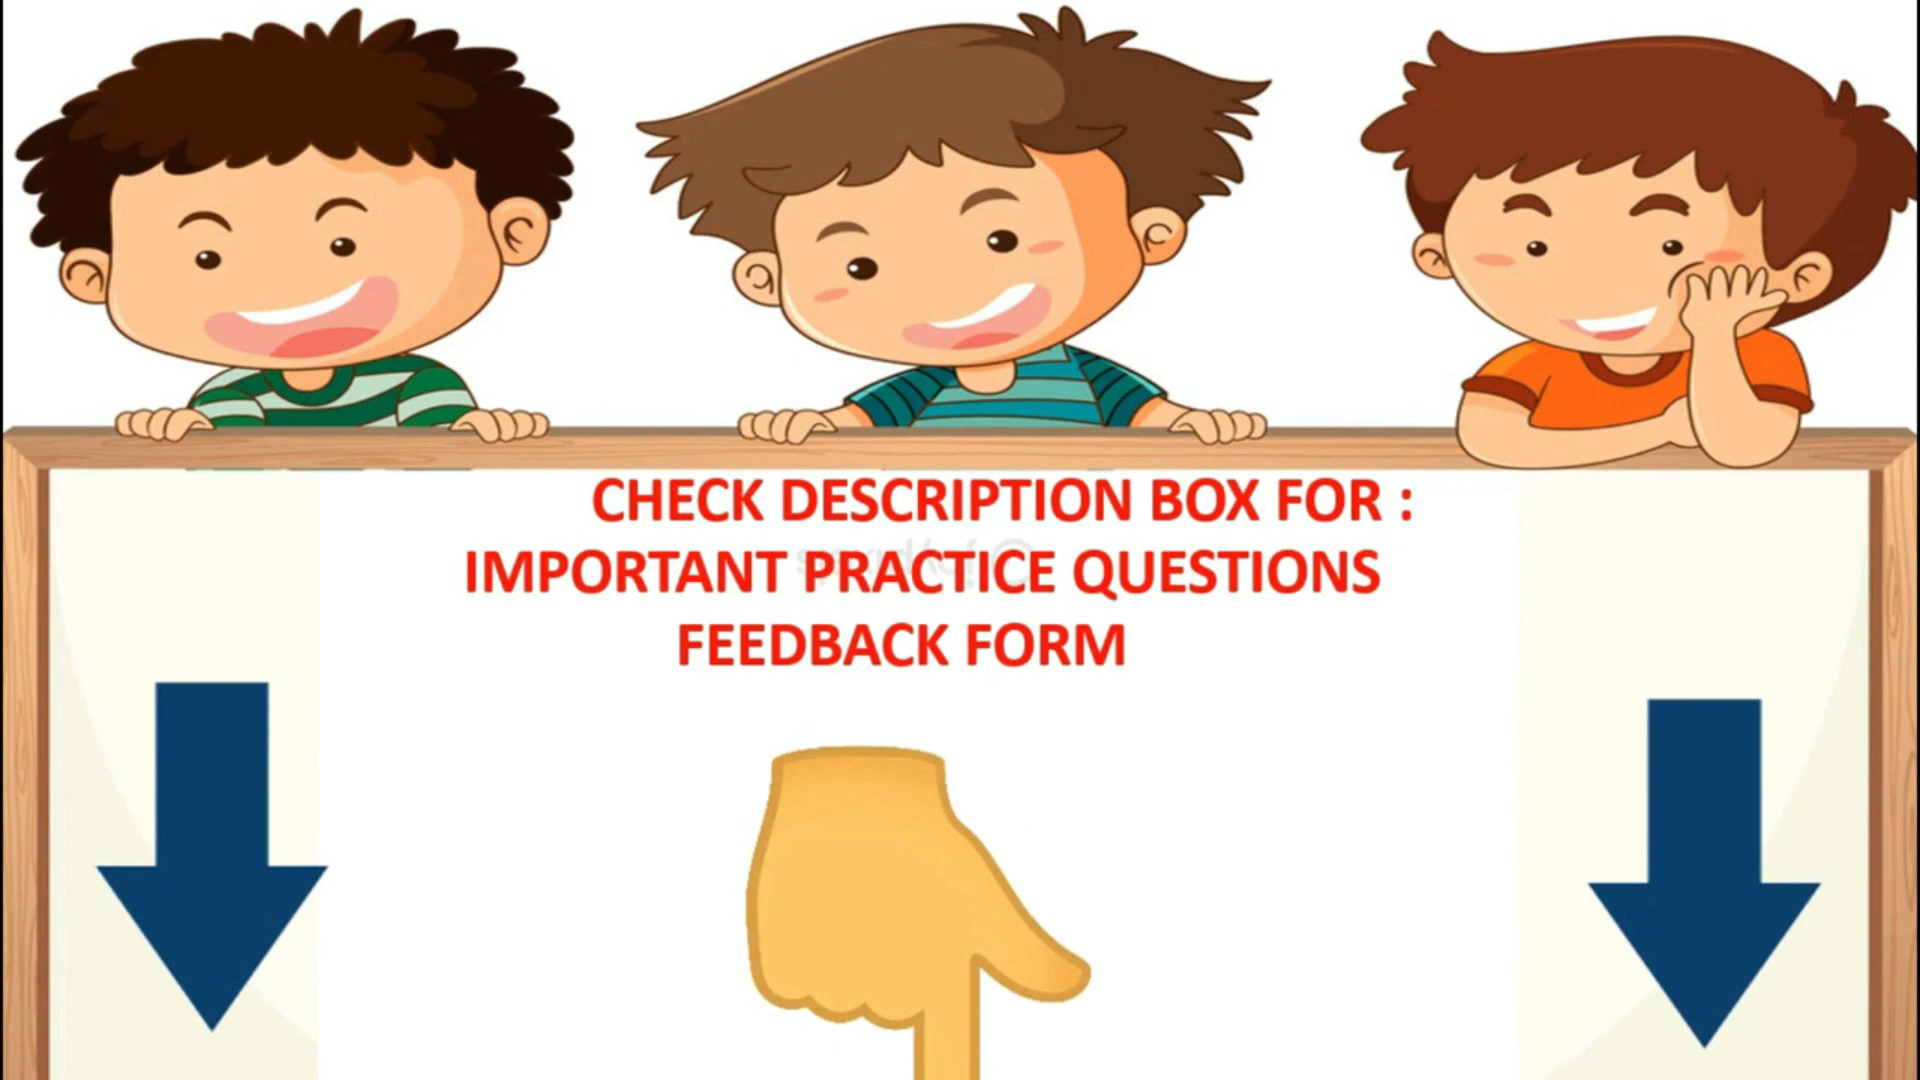 CHECK DESCRIPTION BOX FOR :
IMPORTANT PRACTICE QUESTIONS
FEEDBACK FORM